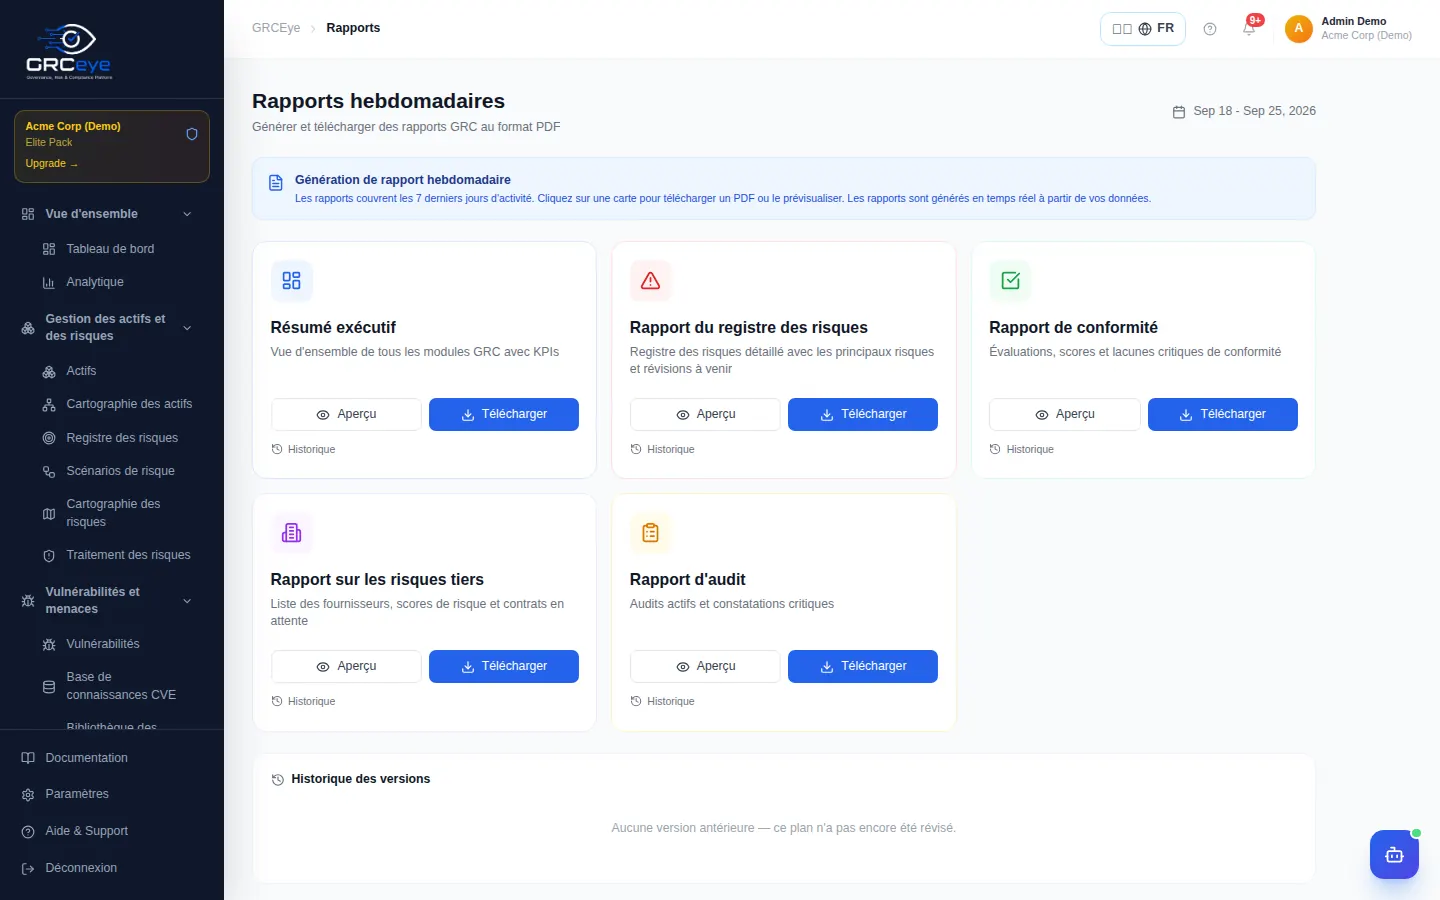 GRCeye
Governance, Risk & Compliance Platform
GRCEye
Rapports
FR
9+
A
Admin Demo
Acme Corp (Demo)
Acme Corp (Demo)
Elite Pack
Upgrade →
Vue d'ensemble
Tableau de bord
Analytique
Gestion des actifs et
des risques
Actifs
Cartographie des actifs
Registre des risques
Scénarios de risque
Cartographie des
risques
Traitement des risques
Vulnérabilités et
menaces
Vulnérabilités
Base de
connaissances CVE
Bibliothèque des
Documentation
Paramètres
Aide & Support
Déconnexion
Rapports hebdomadaires
Générer et télécharger des rapports GRC au format PDF
Sep 18 - Sep 25, 2026
Génération de rapport hebdomadaire
Les rapports couvrent les 7 derniers jours d'activité. Cliquez sur une carte pour télécharger un PDF ou le prévisualiser. Les rapports sont générés en temps réel à partir de vos données.
Résumé exécutif
Vue d'ensemble de tous les modules GRC avec KPIs
Aperçu
Télécharger
Historique
Rapport du registre des risques
Registre des risques détaillé avec les principaux risques
et révisions à venir
Aperçu
Télécharger
Historique
Rapport de conformité
Évaluations, scores et lacunes critiques de conformité
Aperçu
Télécharger
Historique
Rapport sur les risques tiers
Liste des fournisseurs, scores de risque et contrats en
attente
Aperçu
Télécharger
Historique
Rapport d'audit
Audits actifs et constatations critiques
Aperçu
Télécharger
Historique
Historique des versions
Aucune version antérieure — ce plan n'a pas encore été révisé.